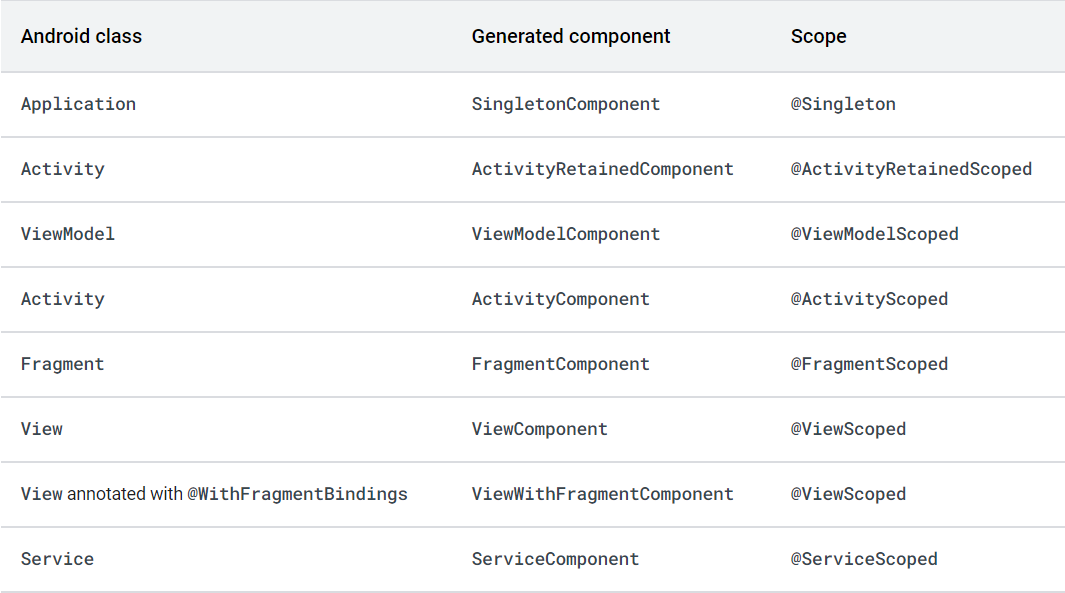 Android class Generated component Scope
Application SingletonComponent @Singleton
Activity ActivityRetainedComponent @ActivityRetainedScoped
ViewModel ViewModelComponent @ViewModelScoped
Activity ActivityComponent @ActivityScoped
Fragment FragmentComponent @FragmentScoped
View ViewComponent @ViewScoped
View annotated with @WithFragmentBindings ViewWithFragmentComponent @ViewScoped
Service ServiceComponent @ServiceScoped